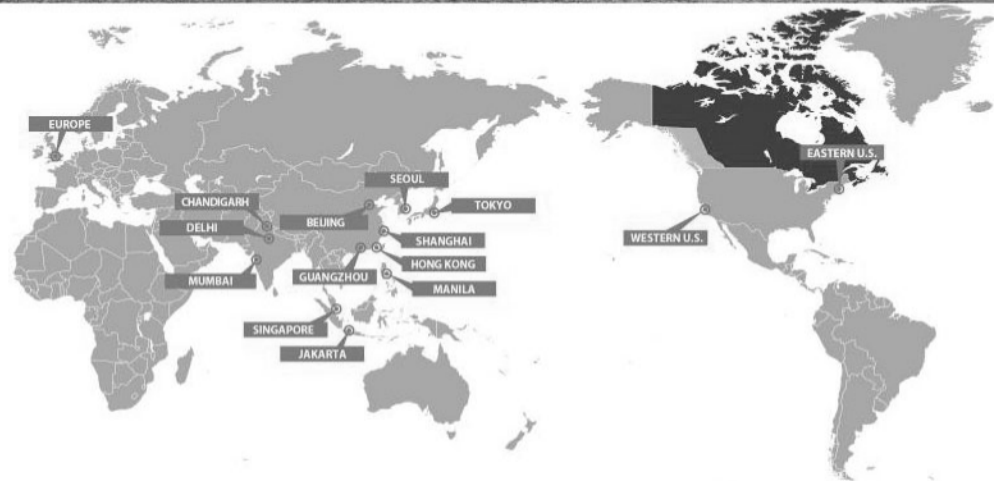 EUROPE
EASTERN U.S.
SEOUL
CHANDIGARH
TOKYO
BEIJING
DELHI
WESTERN U.S.
SHANGHAI
HONG KONG
GUANGZHOU
MUMBAI
MANILA
SINGAPORE
JAKARTA